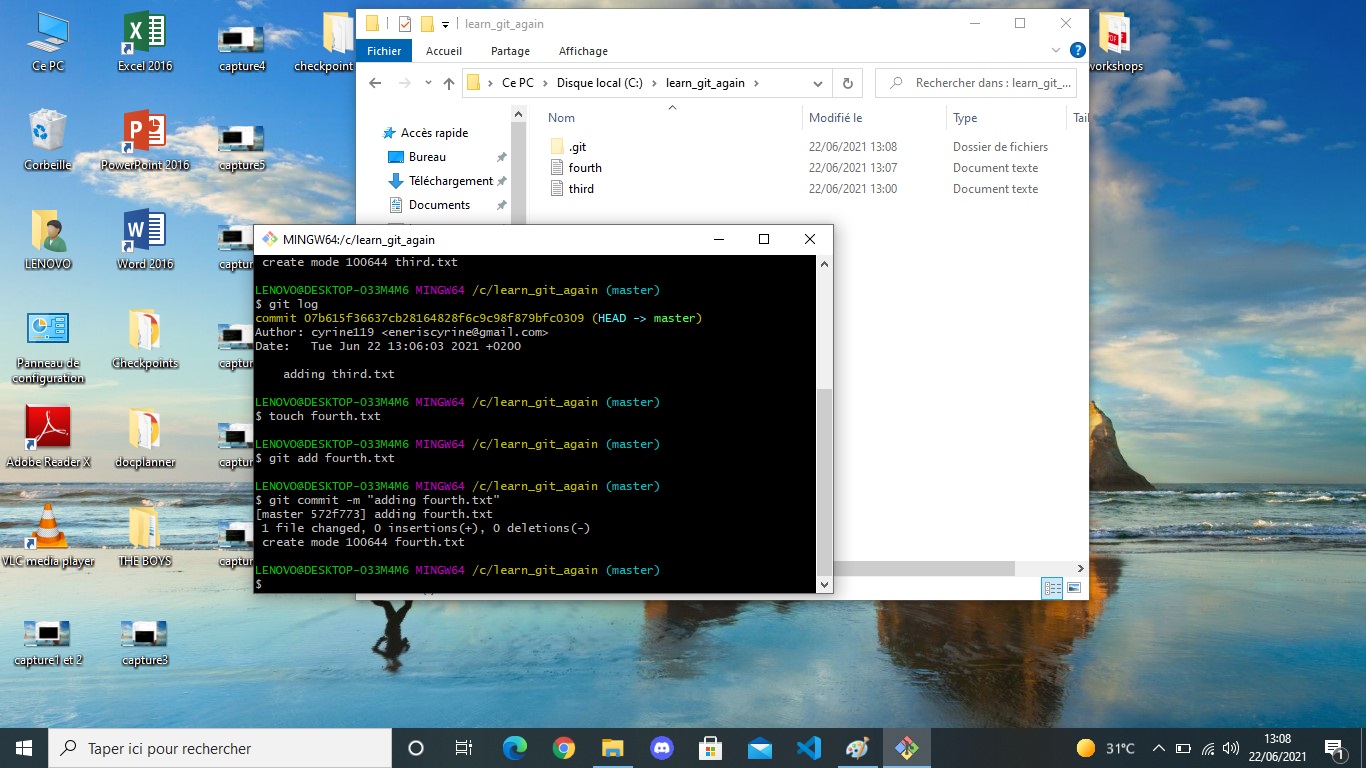 Ce PC
Excel 2016
capture4
checkpoint
Corbeille
PowerPoint 2016
capture5
LENOVO
Word 2016
captur
Panneau de
configuration
Checkpoints
captur
Adobe Reader X
docplanner
captur
VLC media player
THE BOYS
captur
capture1 et 2
capture3
workshops
learn_git_again
Fichier
Accueil
Partage
Affichage
Ce PC
Disque local (C:)
learn_git_again
Rechercher dans : learn_git_...
Accès rapide
Bureau
Téléchargement
Documents
Nom
Modifié le
Type
Tail
.git
22/06/2021 13:08
Dossier de fichiers
fourth
22/06/2021 13:07
Document texte
third
22/06/2021 13:00
Document texte
MINGW64:/c/learn_git_again
create mode 100644 third.txt
LENOVO@DESKTOP-O33M4M6 MINGW64 /c/learn_git_again (master)
$ git log
commit 07b615f36637cb28164828f6c9c98f879bfc0309 (HEAD -> master)
Author: cyrine119 <eneriscyrine@gmail.com>
Date:   Tue Jun 22 13:06:03 2021 +0200
adding third.txt
LENOVO@DESKTOP-O33M4M6 MINGW64 /c/learn_git_again (master)
$ touch fourth.txt
LENOVO@DESKTOP-O33M4M6 MINGW64 /c/learn_git_again (master)
$ git add fourth.txt
LENOVO@DESKTOP-O33M4M6 MINGW64 /c/learn_git_again (master)
$ git commit -m "adding fourth.txt"
[master 572f773] adding fourth.txt
1 file changed, 0 insertions(+), 0 deletions(-)
create mode 100644 fourth.txt
LENOVO@DESKTOP-O33M4M6 MINGW64 /c/learn_git_again (master)
$
Taper ici pour rechercher
31°C
13:08
22/06/2021
1